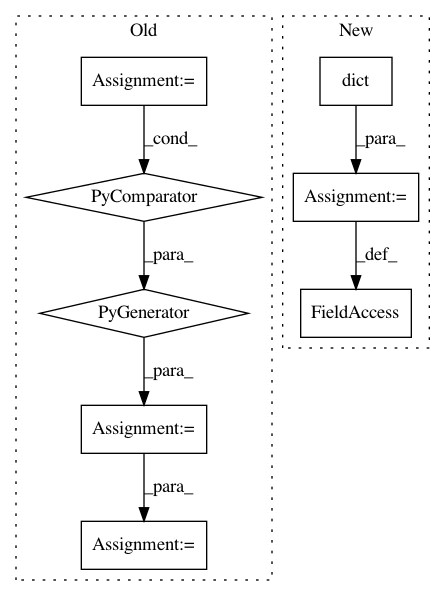 Old
Assignment:=
_cond_
PyComparator
_para_
PyGenerator
_para_
Assignment:=
_para_
Assignment:=
New
dict
_para_
Assignment:=
_def_
FieldAccess